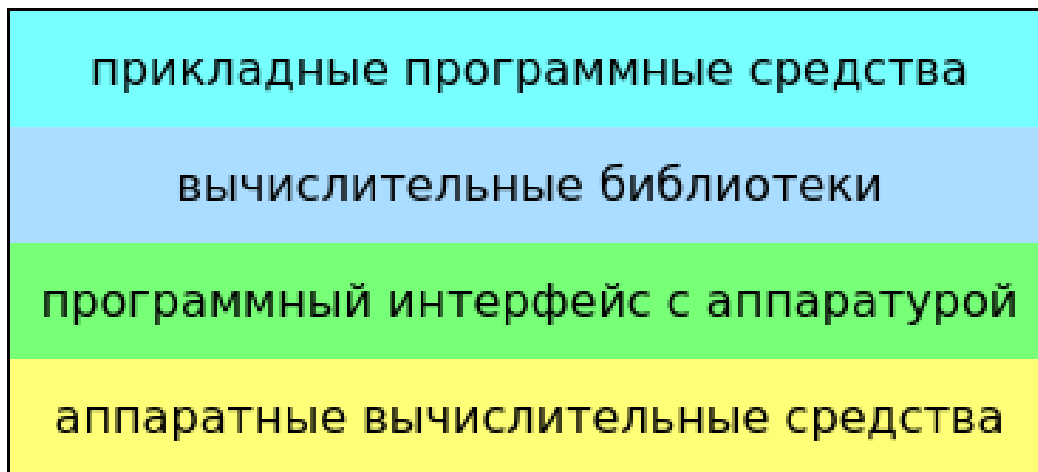 прикладные программные средства
вычислительные библиотеки
программный интерфейс с аппаратурой
аппаратные вычислительные средства